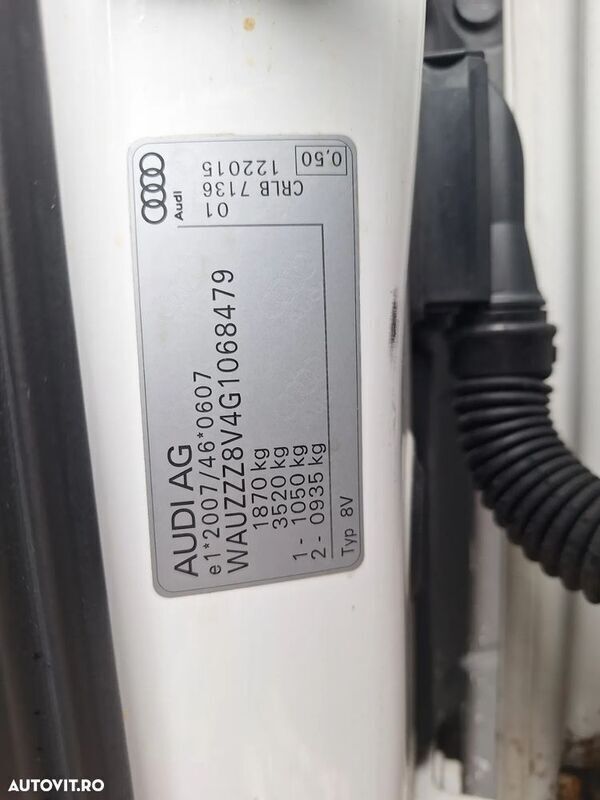 AUDI AG
e1*2007/46*0607
WAUZZZ8V4G1068479
1870 kg
3520 kg
1 - 1050 kg
2 - 0935 kg
Typ 8V
Audi
01
CRLB 7136
122015
0,50
AUTOVIT.RO